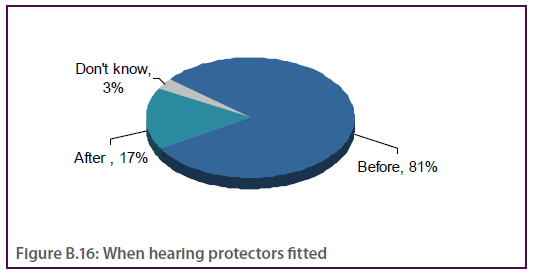 Don't know,
3%
After , 17%
Before, 81%
Figure B.16: When hearing protectors fitted